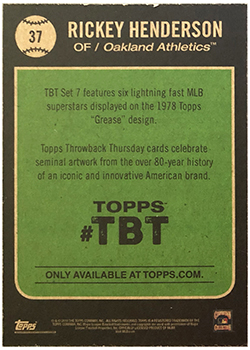 37
RICKEY HENDERSON
OF / Oakland Athletics™
TBT Set 7 features six lightning fast MLB
superstars displayed on the 1978 Topps
"Grease" design.
Topps Throwback Thursday cards celebrate
seminal artwork from the over 80-year history
of an iconic and innovative American brand.
TOPPS
#TBT
ONLY AVAILABLE AT TOPPS.COM.
Topps